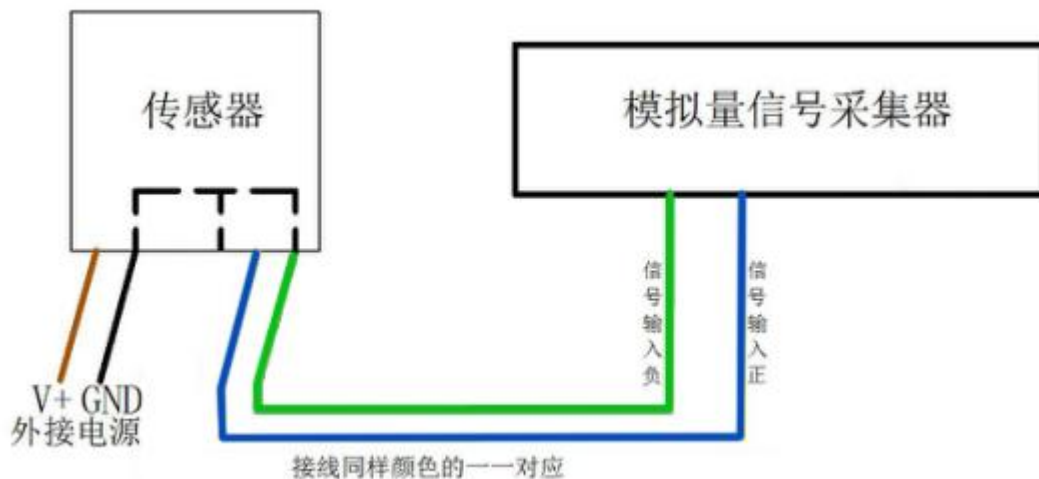 传感器
模拟量信号采集器
信号输入负
信号输入正
V+ GND
外接电源
接线同样颜色的一一对应